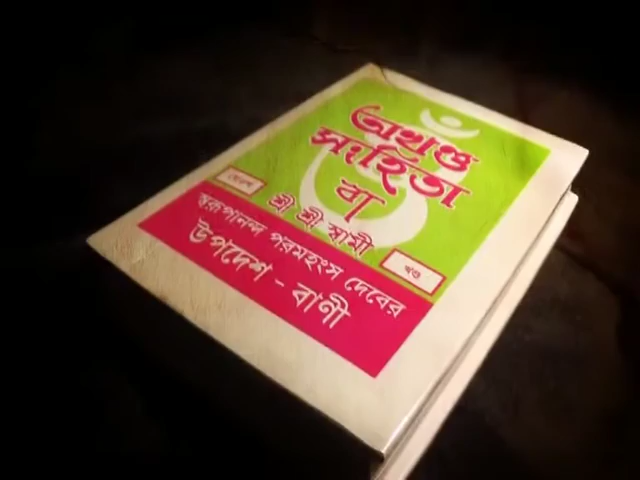 অখণ্ড
সংহিতা
বা
শ্রী শ্রী স্বামী
খণ্ড
স্বরূপানন্দ পরমহংস দেবের
উপদেশ - বাণী